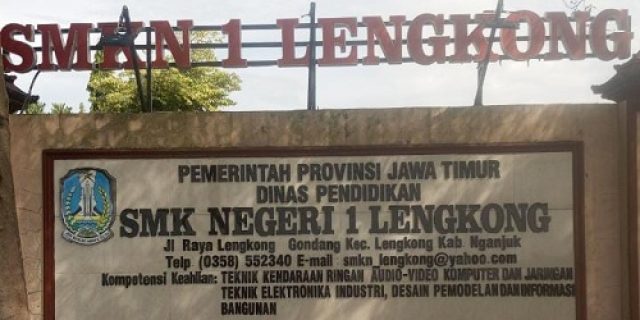 SMKN 1 LENGKONG
PEMERINTAH PROVINSI JAWA TIMUR
DINAS PENDIDIKAN
SMK NEGERI 1 LENGKONG
Jl Raya Lengkong Gondang Kec. Lengkong Kab. Nganjuk
Telp (0358) 552340 E-mail smkn_lengkong@yahoo.com
Kompetensi Keahlian: TEKNIK KENDARAAN RINGAN AUDIO-VIDEO KOMPUTER DAN JARINGAN
TEKNIK ELEKTRONIKA INDUSTRI, DESAIN PEMODELAN DAN INFORMASI
BANGUNAN